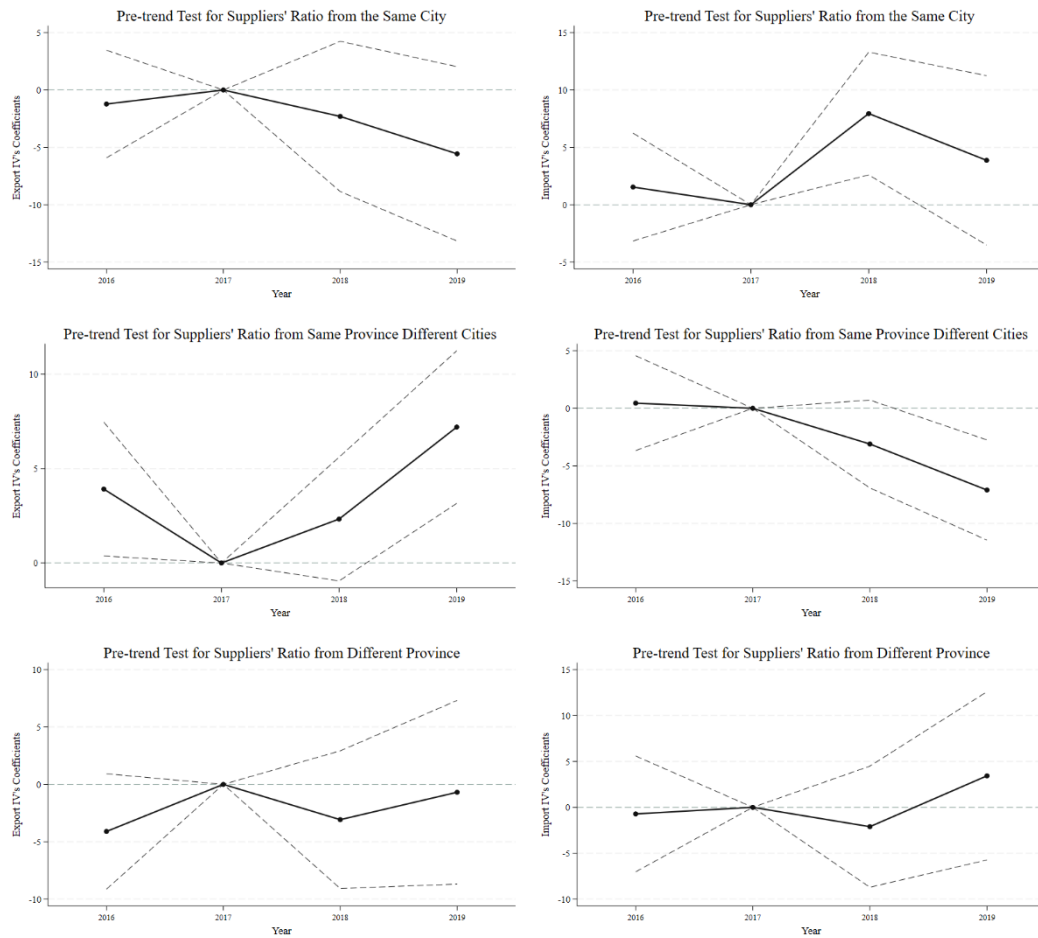 Pre-trend Test for Suppliers' Ratio from the Same City
5
0
-5
-10
-15
Export IV's Coefficients
2016
2017
2018
2019
Year
Pre-trend Test for Suppliers' Ratio from the Same City
15
10
5
0
-5
Import IV's Coefficients
2016
2017
2018
2019
Year
Pre-trend Test for Suppliers' Ratio from Same Province Different Cities
10
5
0
Export IV's Coefficients
2016
2017
2018
2019
Year
Pre-trend Test for Suppliers' Ratio from Same Province Different Cities
5
0
-5
-10
-15
Import IV's Coefficients
2016
2017
2018
2019
Year
Pre-trend Test for Suppliers' Ratio from Different Province
10
5
0
-5
-10
Export IV's Coefficients
2016
2017
2018
2019
Year
Pre-trend Test for Suppliers' Ratio from Different Province
15
10
5
0
-5
-10
Import IV's Coefficients
2016
2017
2018
2019
Year